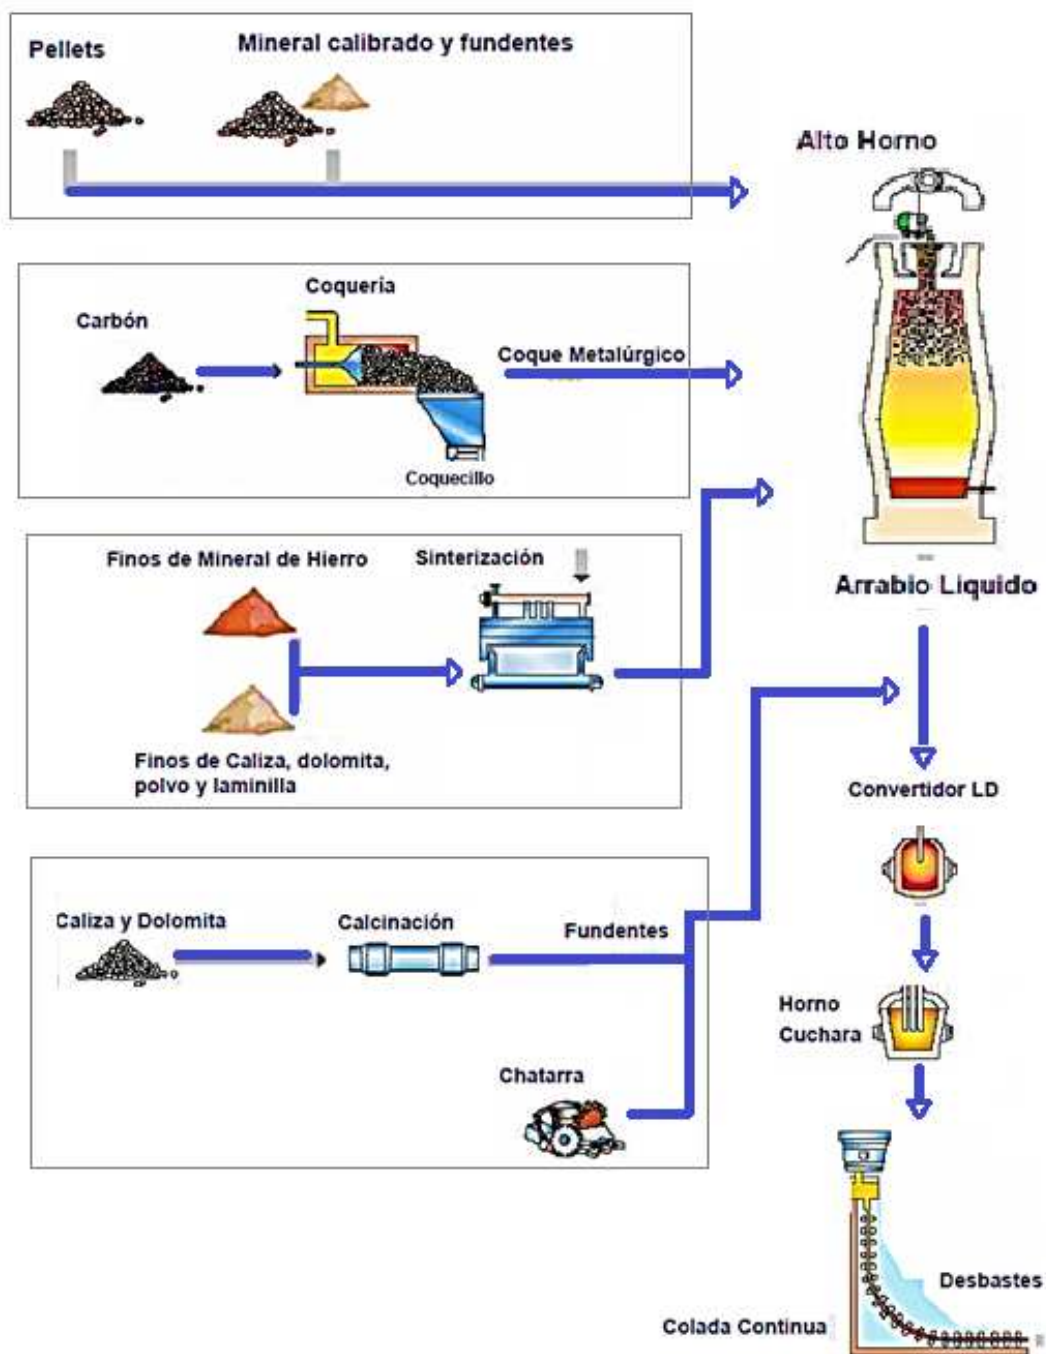 Pellets
Mineral calibrado y fundentes
Alto Horno
Carbón
Coquería
Coque Metalúrgico
Coquecillo
Finos de Mineral de Hierro
Sinterización
Arrabio Liquido
Finos de Caliza, dolomita,
polvo y laminilla
Convertidor LD
Caliza y Dolomita
Calcinación
Fundentes
Horno
Cuchara
Chatarra
Desbastes
Colada Continua